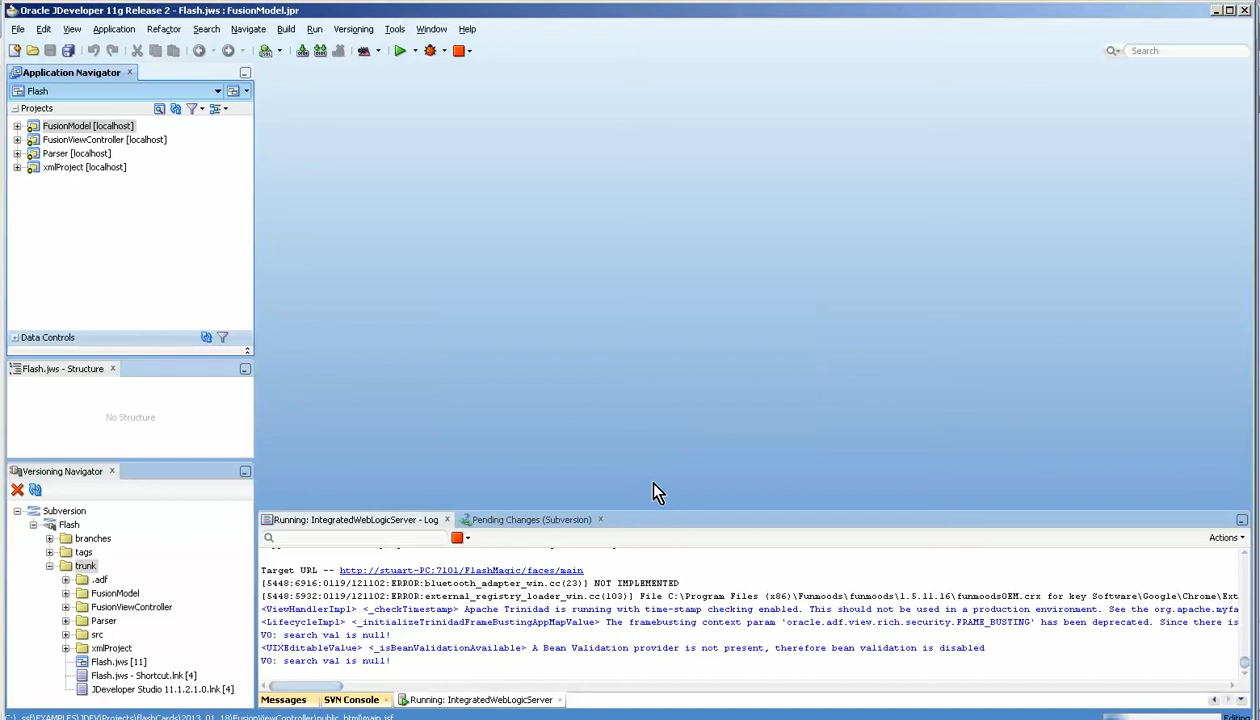 Oracle JDeveloper 11g Release 2 - Flash.jws : FusionModel.jpr
File Edit View Application Refactor Search Navigate Build Run Versioning Tools Window Help
Search
Application Navigator
Flash
Projects
FusionModel [localhost]
FusionViewController [localhost]
Parser [localhost]
xmlProject [localhost]
Data Controls
Flash.jws - Structure
No Structure
Versioning Navigator
Subversion
Flash
branches
tags
trunk
.adf
FusionModel
FusionViewController
Parser
src
xmlProject
Flash.jws [11]
Flash.jws - Shortcut.lnk [4]
JDeveloper Studio 11.1.2.1.0.lnk [4]
Running: IntegratedWebLogicServer - Log
Pending Changes (Subversion)
Actions
Target URL -- http://stuart-PC:7101/FlashMagic/faces/main
[5448:6916:0119/121102:ERROR:bluetooth_adapter_win.cc(23)] NOT IMPLEMENTED
[5448:5932:0119/121102:ERROR:external_registry_loader_win.cc(103)] File C:\Program Files (x86)\Funmoods\funmoods\1.5.11.16\funmoodsOEM.crx for key Software\Google\Chrome\Ext
<ViewHandlerImpl> <_checkTimestamp> Apache Trinidad is running with time-stamp checking enabled. This should not be used in a production environment. See the org.apache.myfa
<LifecycleImpl> <_initializeTrinidadFrameBustingAppMapValue> The framebusting context param 'oracle.adf.view.rich.security.FRAME_BUSTING' has been deprecated. Since there is
VO: search val is null!
<UIXEditableValue> <_isBeanValidationAvailable> A Bean Validation provider is not present, therefore bean validation is disabled
VO: search val is null!
Messages SVN Console Running: IntegratedWebLogicServer
Editing